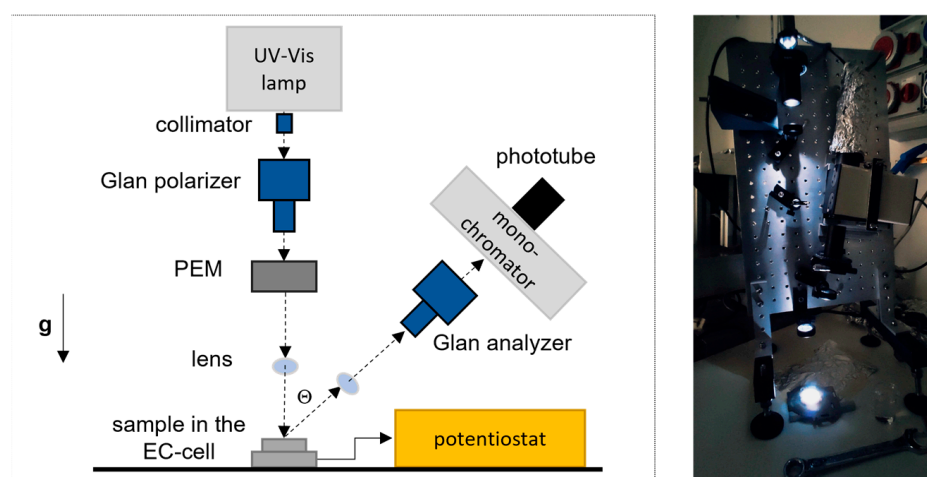 UV-Vis
lamp
collimator
Glan polarizer
phototube
mono-
chromator
PEM
g
Glan analyzer
lens
Θ
sample in the
EC-cell
potentiostat